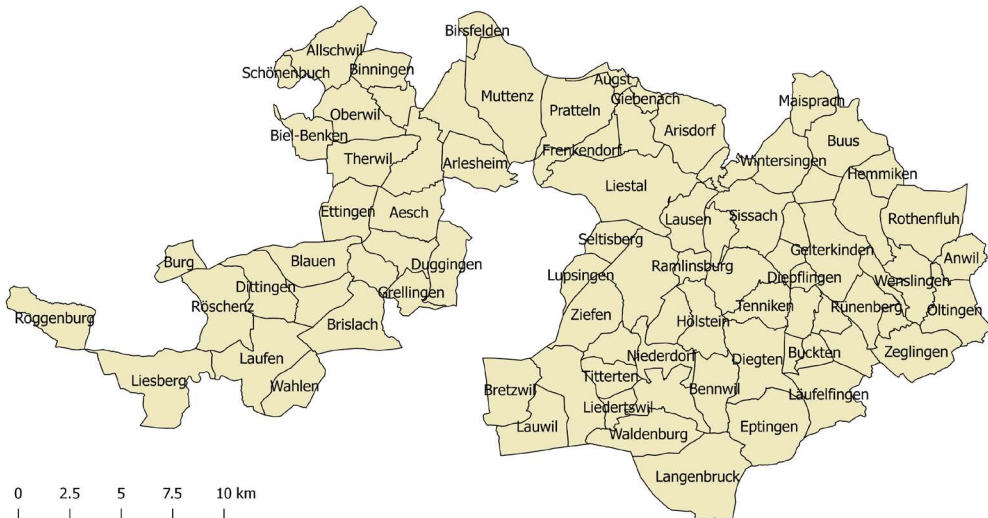 Birsfelden
Allschwil
Schönenbuch
Binningen
Augst
Muttenz
Giebenach
Maisprach
Pratteln
Oberwil
Arisdorf
Biel-Benken
Buus
Frenkendorf
Therwil
Arlesheim
Wintersingen
Hemmiken
Liestal
Ettingen
Aesch
Lausen
Sissach
Rothenfluh
Seltisberg
Gelterkinden
Anwil
Burg
Blauen
Duggingen
Ramlinsburg
Lupsingen
Diepflingen
Wenslingen
Dittingen
Grellingen
Röschenz
Tenniken
Rünenberg
Oltingen
Ziefen
Roggenburg
Hölstein
Brislach
Laufen
Niederdorf
Diegten
Buckten
Zeglingen
Liesberg
Wahlen
Titterten
Bretzwil
Bennwil
Läufelfingen
Liedertswil
Lauwil
Waldenburg
Eptingen
Langenbruck
0 2.5 5 7.5 10 km